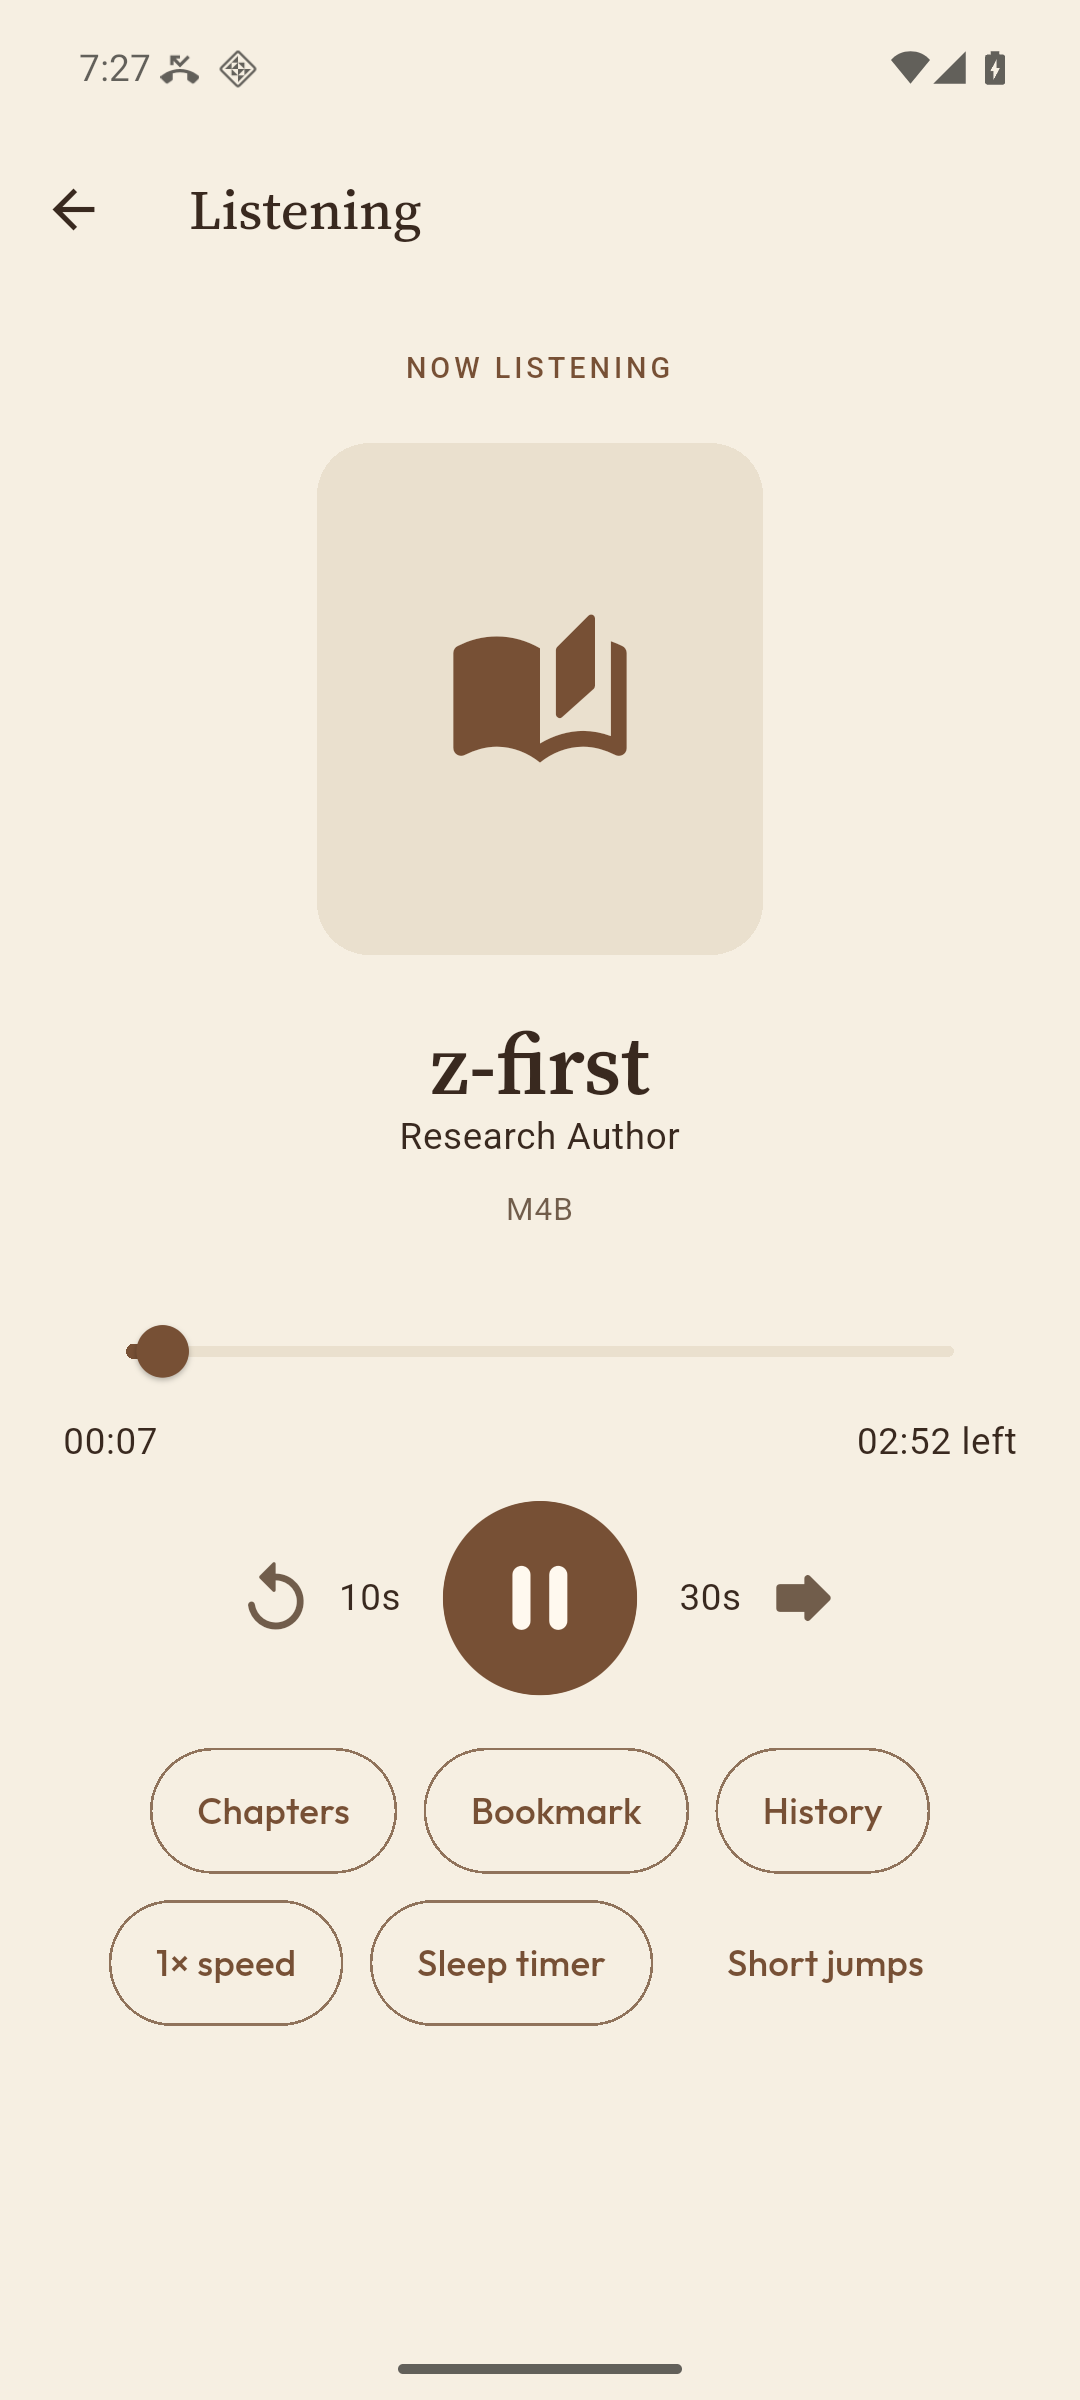 7:27
Listening
NOW LISTENING
z-first
Research Author
M4B
00:07 02:52 left
10s 30s
Chapters Bookmark History
1× speed Sleep timer Short jumps